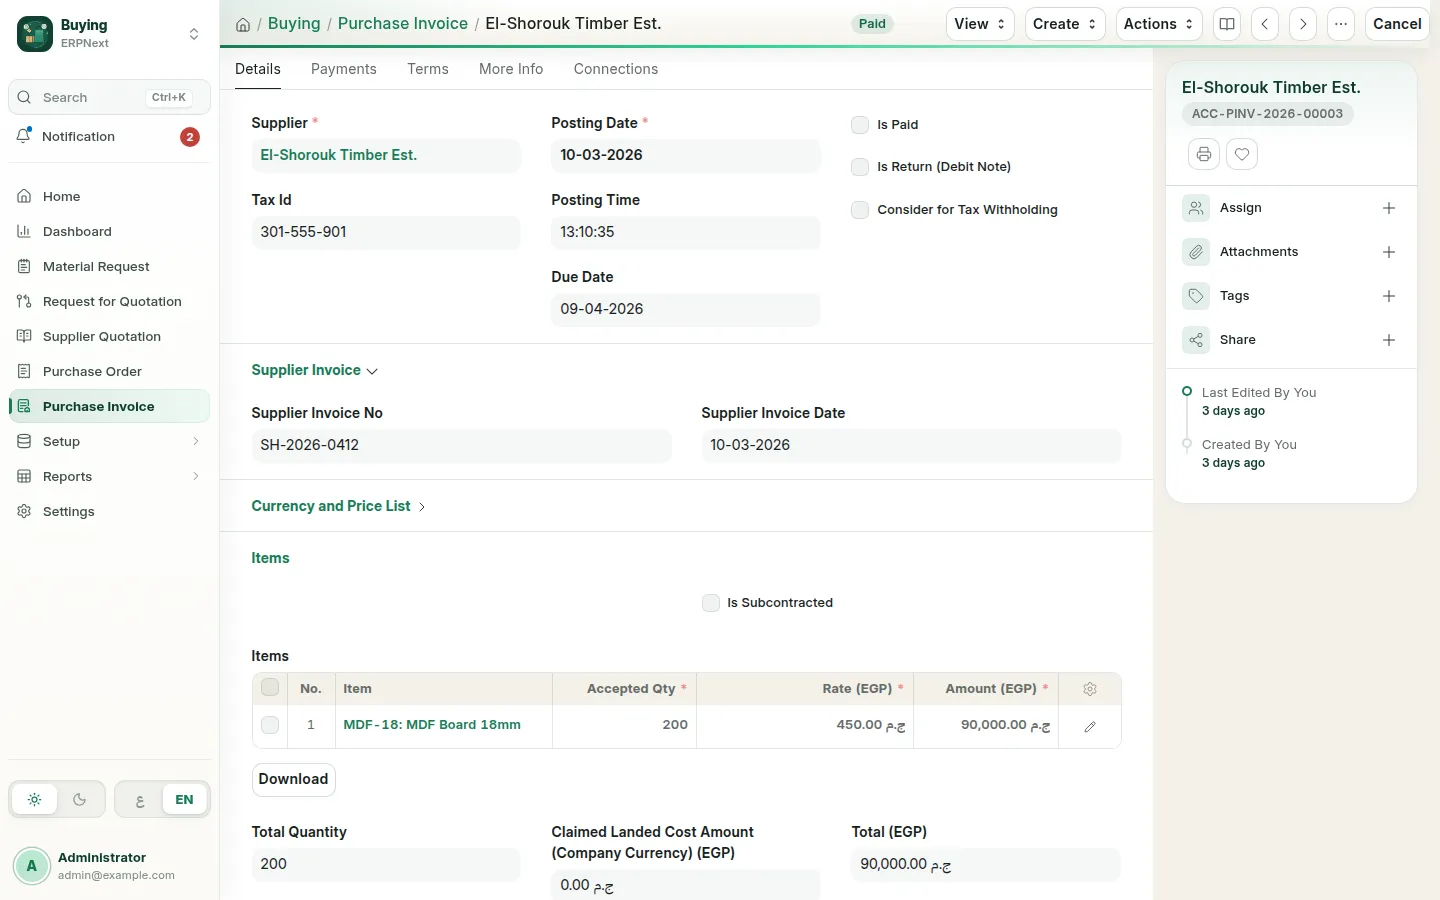 Buying
ERPNext
Search Ctrl+K
Notification 2
Home
Dashboard
Material Request
Request for Quotation
Supplier Quotation
Purchase Order
Purchase Invoice
Setup
Reports
Settings
ع EN
A Administrator
admin@example.com
/ Buying / Purchase Invoice / El-Shorouk Timber Est. Paid View Create Actions ... Cancel
Details Payments Terms More Info Connections
Supplier * Posting Date * Is Paid
El-Shorouk Timber Est. 10-03-2026
Is Return (Debit Note)
Tax Id Posting Time
301-555-901 13:10:35 Consider for Tax Withholding
Due Date
09-04-2026
Supplier Invoice
Supplier Invoice No Supplier Invoice Date
SH-2026-0412 10-03-2026
Currency and Price List
Items
Is Subcontracted
Items
No. Item Accepted Qty * Rate (EGP) * Amount (EGP) *
1 MDF-18: MDF Board 18mm 200 450.00 ج.م 90,000.00 ج.م
Download
Total Quantity Claimed Landed Cost Amount (Company Currency) (EGP) Total (EGP)
200 0.00 ج.م 90,000.00 ج.م
El-Shorouk Timber Est.
ACC-PINV-2026-00003
Assign
Attachments
Tags
Share
Last Edited By You
3 days ago
Created By You
3 days ago